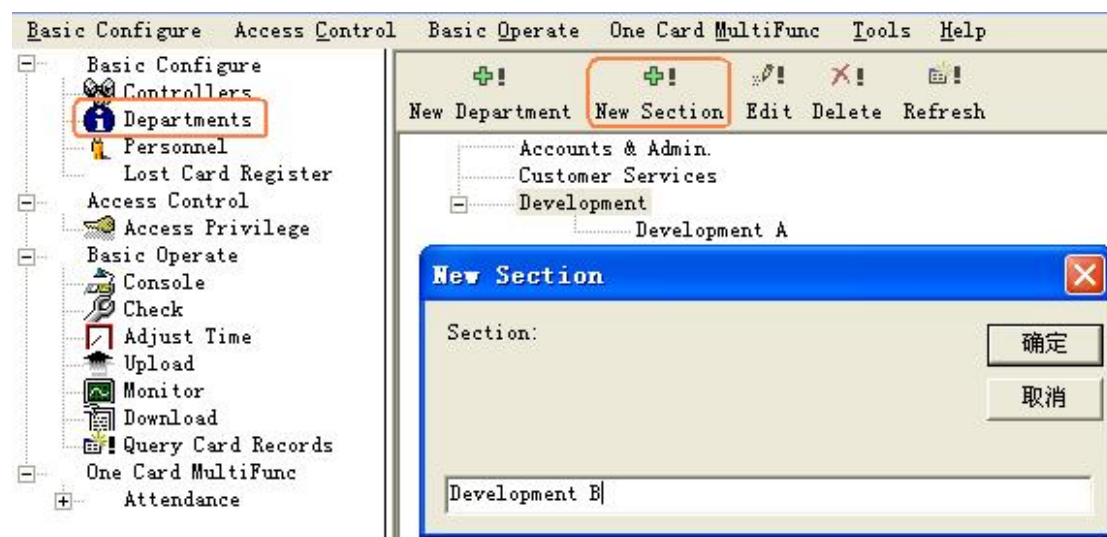 Basic Configure Access Control Basic Operate One Card MultiFunc Tools Help
Basic Configure
Controllers
Departments
Personnel
Lost Card Register
Access Control
Access Privilege
Basic Operate
Console
Check
Adjust Time
Upload
Monitor
Download
Query Card Records
One Card MultiFunc
Attendance
New Department New Section Edit Delete Refresh
Accounts & Admin.
Customer Services
Development
Development A
New Section
Section:
确定
取消
Development B